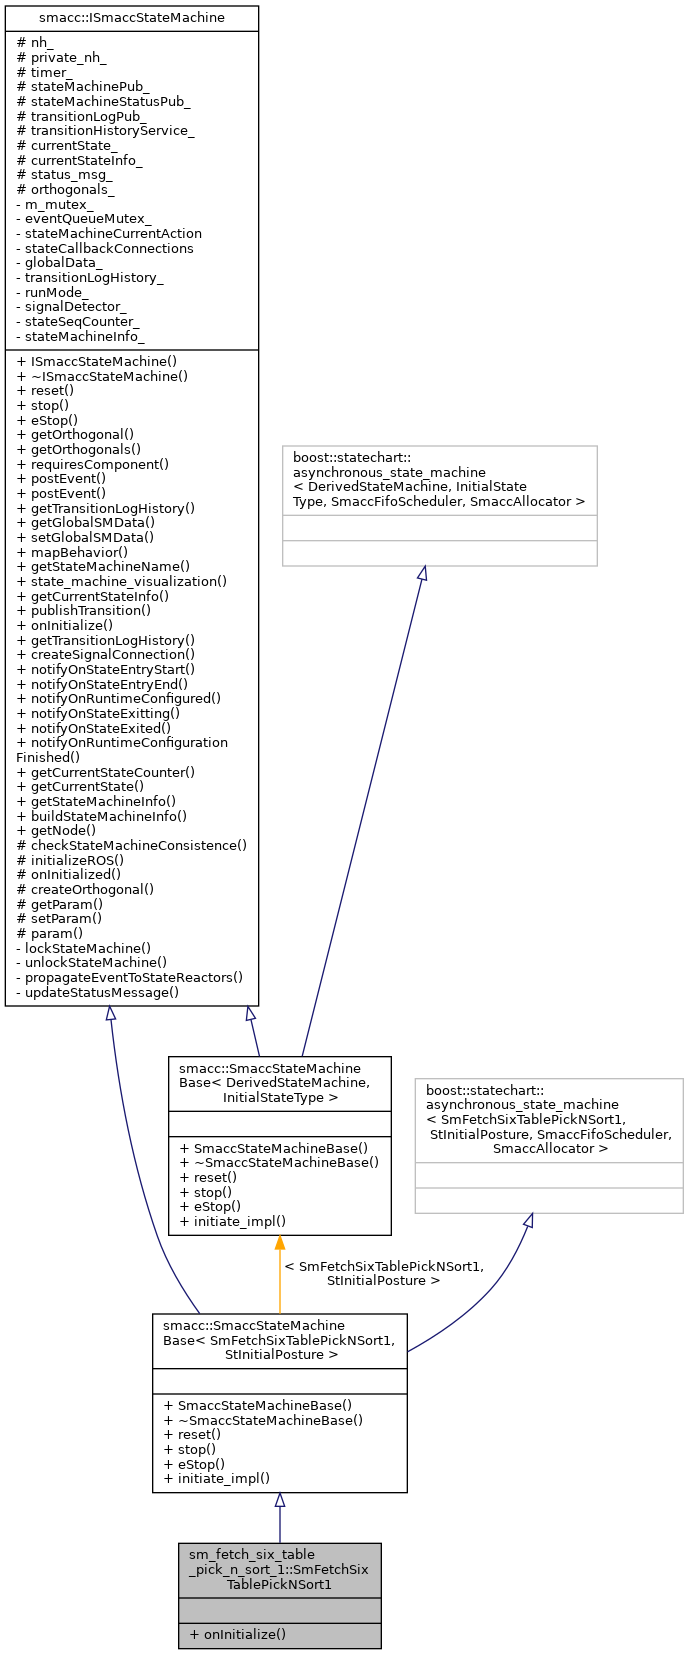 smacc::ISmaccStateMachine
# nh_
# private_nh_
# timer_
# stateMachinePub_
# stateMachineStatusPub_
# transitionLogPub_
# transitionHistoryService_
# currentState_
# currentStateInfo_
# status_msg_
# orthogonals_
- m_mutex_
- eventQueueMutex_
- stateMachineCurrentAction
- stateCallbackConnections
- globalData_
- transitionLogHistory_
- runMode_
- signalDetector_
- stateSeqCounter_
- stateMachineInfo_
+ ISmaccStateMachine()
+ ~ISmaccStateMachine()
+ reset()
+ stop()
+ eStop()
+ getOrthogonal()
+ getOrthogonals()
+ requiresComponent()
+ postEvent()
+ postEvent()
+ getTransitionLogHistory()
+ getGlobalSMData()
+ setGlobalSMData()
+ mapBehavior()
+ getStateMachineName()
+ state_machine_visualization()
+ getCurrentStateInfo()
+ publishTransition()
+ onInitialize()
+ getTransitionLogHistory()
+ createSignalConnection()
+ notifyOnStateEntryStart()
+ notifyOnStateEntryEnd()
+ notifyOnRuntimeConfigured()
+ notifyOnStateExitting()
+ notifyOnStateExited()
+ notifyOnRuntimeConfiguration
Finished()
+ getCurrentStateCounter()
+ getCurrentState()
+ getStateMachineInfo()
+ buildStateMachineInfo()
+ getNode()
# checkStateMachineConsistence()
# initializeROS()
# onInitialized()
# createOrthogonal()
# getParam()
# setParam()
# param()
- lockStateMachine()
- unlockStateMachine()
- propagateEventToStateReactors()
- updateStatusMessage()
boost::statechart::
asynchronous_state_machine
< DerivedStateMachine, InitialState
Type, SmaccFifoScheduler, SmaccAllocator >
smacc::SmaccStateMachine
Base< DerivedStateMachine,
InitialStateType >
+ SmaccStateMachineBase()
+ ~SmaccStateMachineBase()
+ reset()
+ stop()
+ eStop()
+ initiate_impl()
boost::statechart::
asynchronous_state_machine
< SmFetchSixTablePickNSort1,
StInitialPosture, SmaccFifoScheduler,
SmaccAllocator >
< SmFetchSixTablePickNSort1,
StInitialPosture >
smacc::SmaccStateMachine
Base< SmFetchSixTablePickNSort1,
StInitialPosture >
+ SmaccStateMachineBase()
+ ~SmaccStateMachineBase()
+ reset()
+ stop()
+ eStop()
+ initiate_impl()
sm_fetch_six_table
_pick_n_sort_1::SmFetchSix
TablePickNSort1
+ onInitialize()